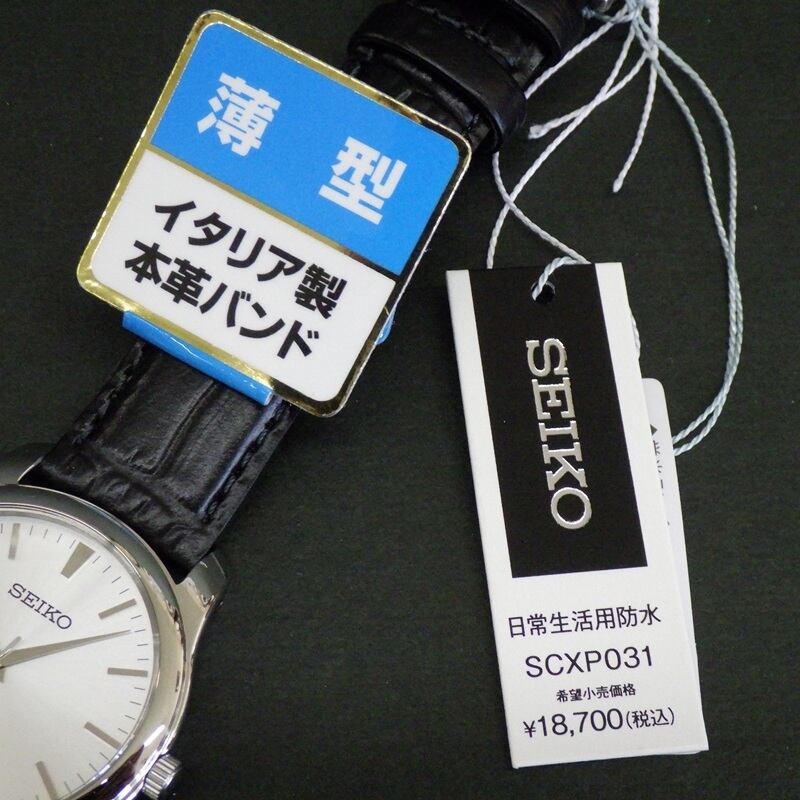 薄型
イタリア製
本革バンド
SEIKO
SEIKO
日常生活用防水
SCXP031
希望小売価格
¥18,700(税込)